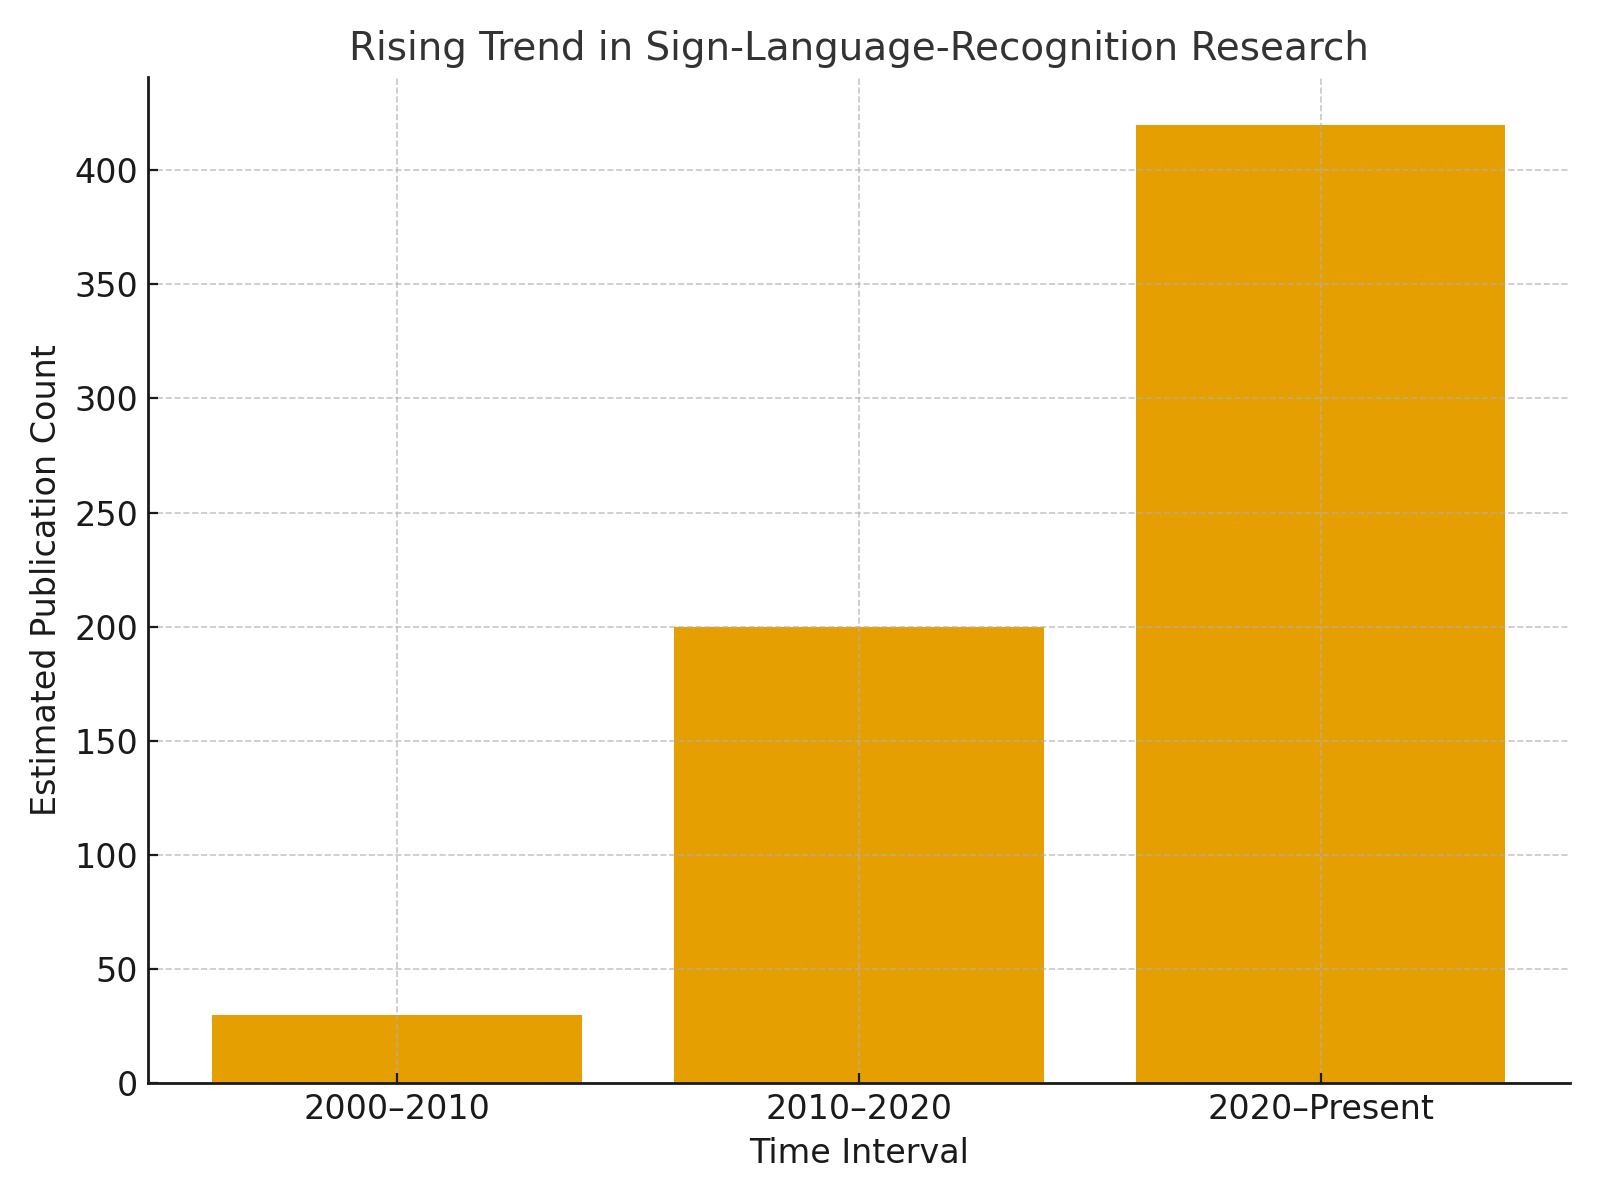 Rising Trend in Sign-Language-Recognition Research
Estimated Publication Count
400
350
300
250
200
150
100
50
0
2000–2010
2010–2020
2020–Present
Time Interval